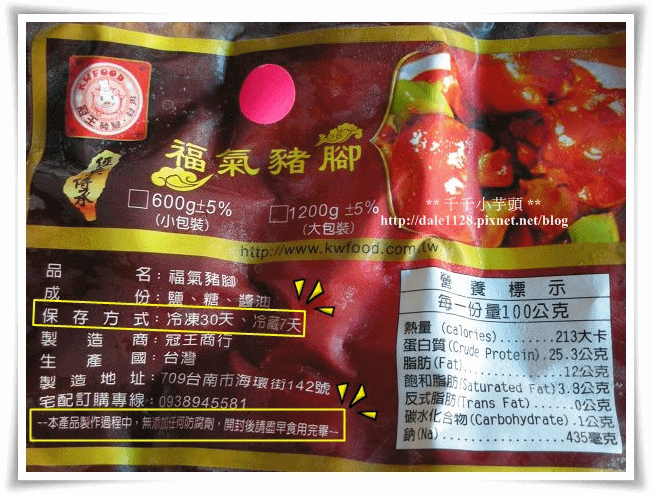 KWFOOD
冠王豬腳.封肉
福氣豬腳
600g±5%
(小包裝)
1200g ±5%
(大包裝)
** 千千小芋頭 **
http://dale1128.pixnet.net/blog
http://www.kwfood.com.tw
品名：福氣豬腳
成份：鹽、糖、醬油
保存方式：冷凍30天、冷藏7天
製造商：冠王商行
生產國：台灣
製造地址：709台南市海環街142號
宅配訂購專線：0938945581
--本產品製作過程中，無添加任何防腐劑，開封後請盡早食用完畢--
營養標示
每一份量100公克
熱量 (calories)..........213大卡
蛋白質(Crude Protein).25.3公克
脂肪(Fat)...................12公克
飽和脂肪(Saturated Fat)3.8公克
反式脂肪(Trans Fat)........0公克
碳水化合物(Carbohydrate).1公克
鈉(Na).....................435毫克